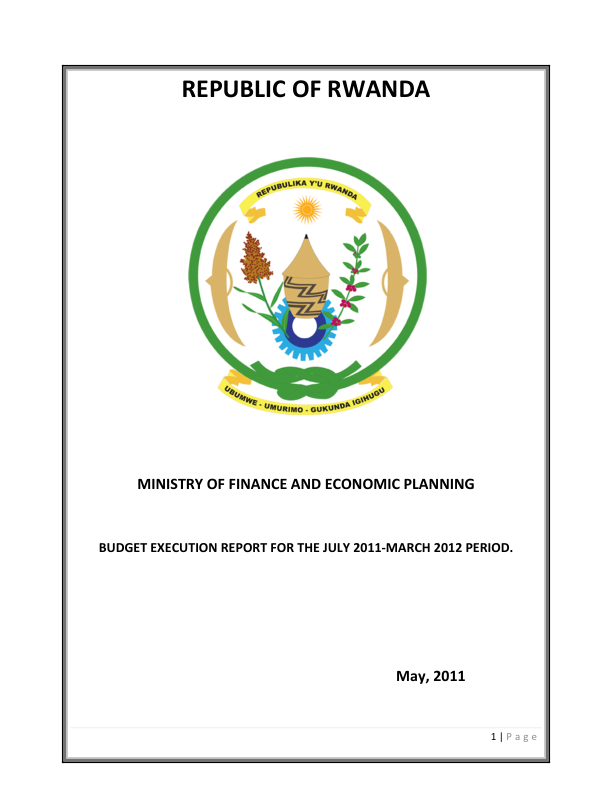 REPUBLIC OF RWANDA
REPUBULIKA Y'U RWANDA
UBUMWE - UMURIMO - GUKUNDA IGIHUGU
MINISTRY OF FINANCE AND ECONOMIC PLANNING
BUDGET EXECUTION REPORT FOR THE JULY 2011-MARCH 2012 PERIOD.
May, 2011
1 | Page